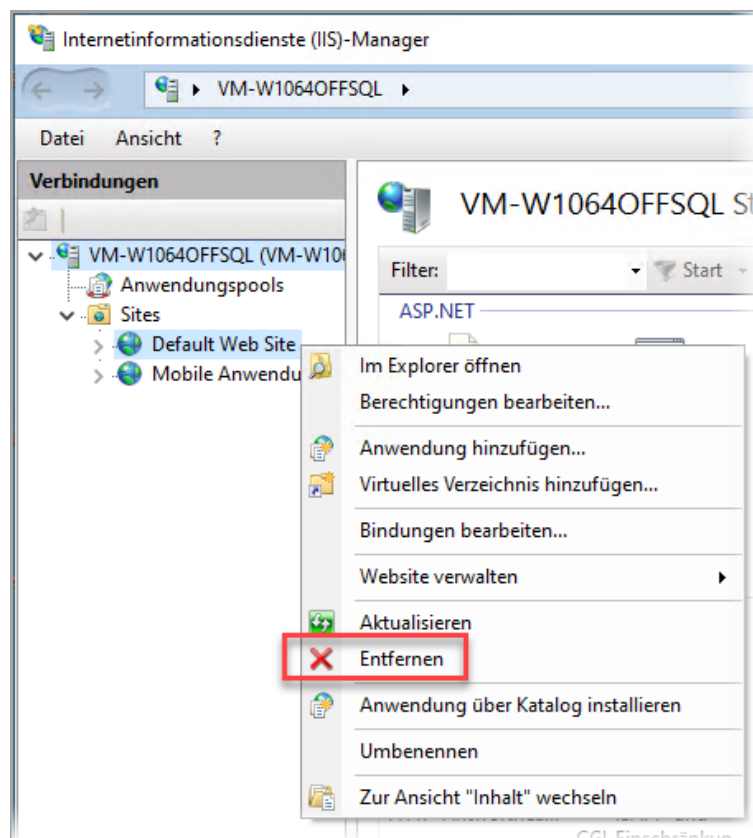 Internetinformationsdienste (IIS)-Manager
VM-W1064OFFSQL
Datei Ansicht ?
Verbindungen
VM-W1064OFFSQL St
VM-W1064OFFSQL (VM-W10
Filter: Start
Anwendungspools
ASP.NET
Sites
Default Web Site
Mobile Anwendu
Im Explorer öffnen
Berechtigungen bearbeiten...
Anwendung hinzufügen...
Virtuelles Verzeichnis hinzufügen...
Bindungen bearbeiten...
Website verwalten
Aktualisieren
Entfernen
Anwendung über Katalog installieren
Umbenennen
Zur Ansicht "Inhalt" wechseln